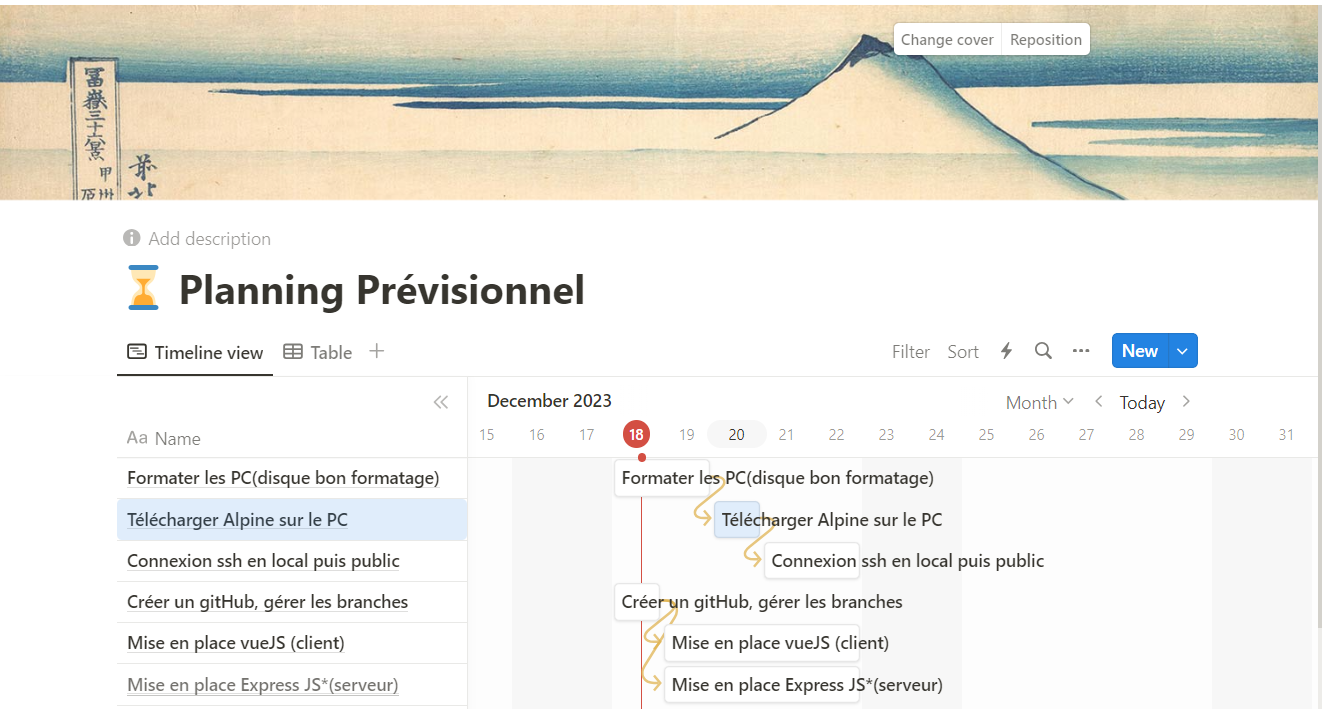 Change cover Reposition
冨嶽三十六景
甲州
北
Add description
Planning Prévisionnel
Timeline view Table
Filter Sort New
December 2023 Month Today
Aa Name 15 16 17 18 19 20 21 22 23 24 25 26 27 28 29 30 31
Formater les PC(disque bon formatage) Formater les PC(disque bon formatage)
Télécharger Alpine sur le PC Télécharger Alpine sur le PC
Connexion ssh en local puis public Connexion ssh en local puis public
Créer un gitHub, gérer les branches Créer un gitHub, gérer les branches
Mise en place vueJS (client) Mise en place vueJS (client)
Mise en place Express JS*(serveur) Mise en place Express JS*(serveur)